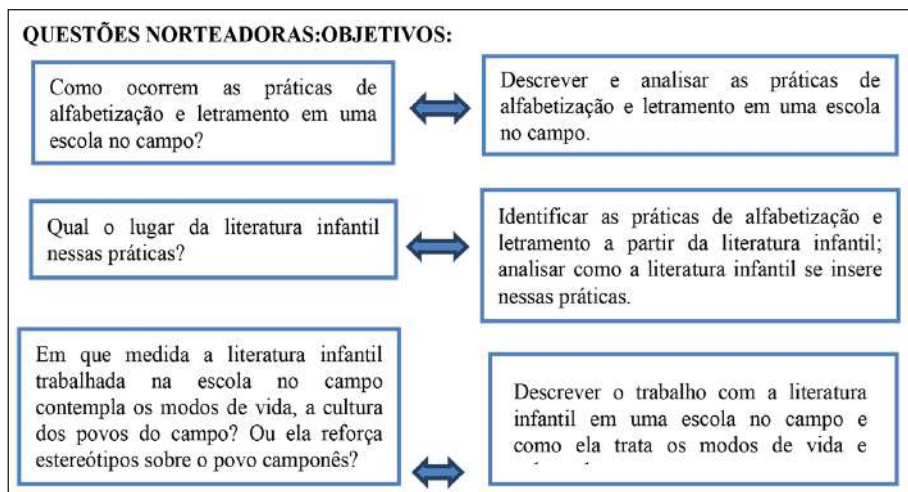 QUESTÕES NORTEADORAS:OBJETIVOS:
Como ocorrem as práticas de
alfabetização e letramento em uma
escola no campo?
Descrever e analisar as práticas de
alfabetização e letramento em uma escola
no campo.
Qual o lugar da literatura infantil
nessas práticas?
Identificar as práticas de alfabetização e
letramento a partir da literatura infantil;
analisar como a literatura infantil se insere
nessas práticas.
Em que medida a literatura infantil
trabalhada na escola no campo
contempla os modos de vida, a cultura
dos povos do campo? Ou ela reforça
estereótipos sobre o povo camponês?
Descrever o trabalho com a literatura
infantil em uma escola no campo e
como ela trata os modos de vida e